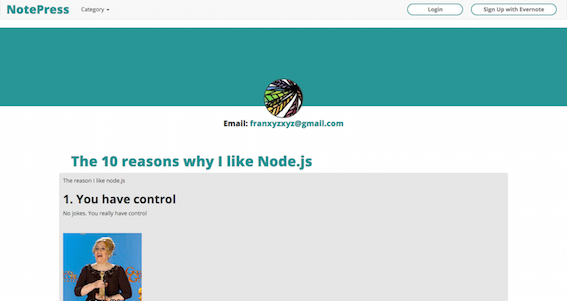 NotePress Category Login Sign Up with Evernote
Email: franxyzxyz@gmail.com
The 10 reasons why I like Node.js
The reason I like node.js
1. You have control
No jokes. You really have control